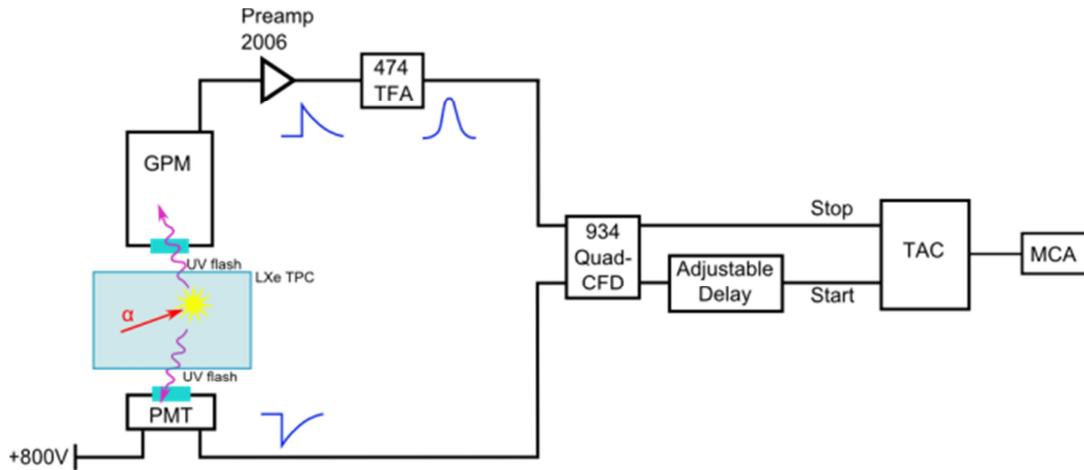 Preamp
2006
474
TFA
GPM
UV flash
LXe TPC
α
UV flash
PMT
+800V
934
Quad-
CFD
Adjustable
Delay
Stop
Start
TAC
MCA